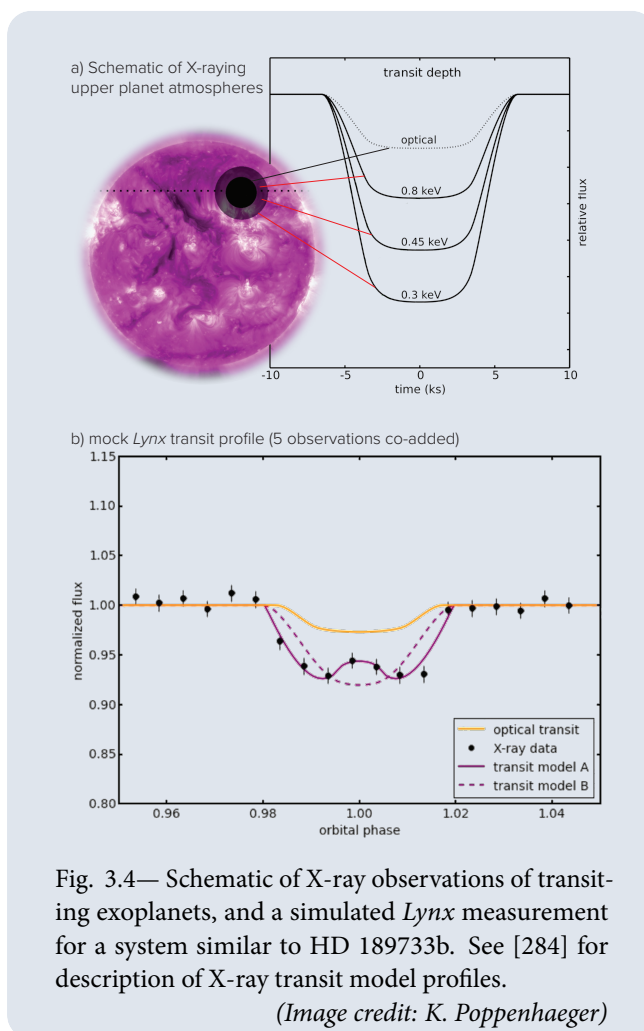 a) Schematic of X-raying
upper planet atmospheres
transit depth
optical
0.8 keV
0.45 keV
0.3 keV
relative flux
-10 -5 0 5 10
time (ks)
b) mock Lynx transit profile (5 observations co-added)
1.15
1.10
1.05
1.00
0.95
0.90
0.85
0.80
normalized flux
optical transit
X-ray data
transit model A
transit model B
0.96 0.98 1.00 1.02 1.04
orbital phase
Fig. 3.4— Schematic of X-ray observations of transit-
ing exoplanets, and a simulated Lynx measurement
for a system similar to HD 189733b. See [284] for
description of X-ray transit model profiles.
(Image credit: K. Poppenhaeger)